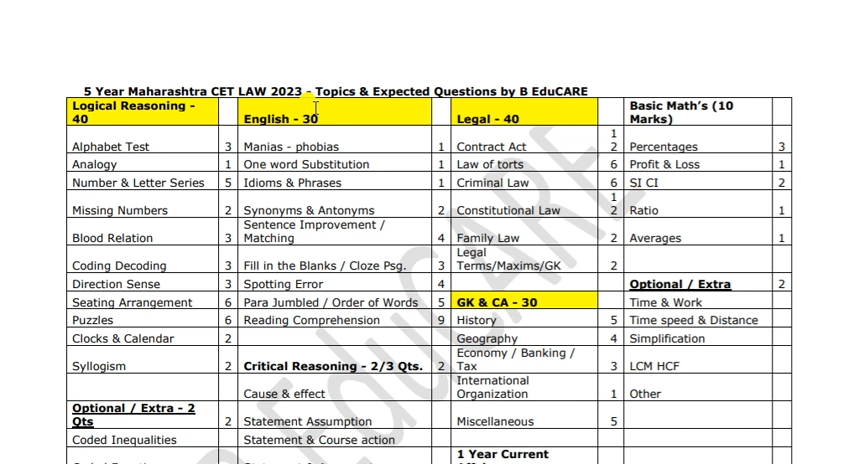 5 Year Maharashtra CET LAW 2023 - Topics & Expected Questions by B EduCARE
Logical Reasoning - 40 English - 30 Legal - 40 Basic Math's (10 Marks)
Alphabet Test 3 Manias - phobias 1 Contract Act 12 Percentages 3
Analogy 1 One word Substitution 1 Law of torts 6 Profit & Loss 1
Number & Letter Series 5 Idioms & Phrases 1 Criminal Law 6 SI CI 2
Missing Numbers 2 Synonyms & Antonyms 2 Constitutional Law 12 Ratio 1
Blood Relation 3 Sentence Improvement / Matching 4 Family Law 2 Averages 1
Coding Decoding 3 Fill in the Blanks / Cloze Psg. 3 Legal Terms/Maxims/GK 2
Direction Sense 3 Spotting Error 4 Optional / Extra 2
Seating Arrangement 6 Para Jumbled / Order of Words 5 GK & CA - 30 Time & Work
Puzzles 6 Reading Comprehension 9 History 5 Time speed & Distance
Clocks & Calendar 2 Geography 4 Simplification
Syllogism 2 Critical Reasoning - 2/3 Qts. 2 Economy / Banking / Tax 3 LCM HCF
Cause & effect International Organization 1 Other
Optional / Extra - 2 Qts 2 Statement Assumption Miscellaneous 5
Coded Inequalities Statement & Course action
1 Year Current
EduCARE